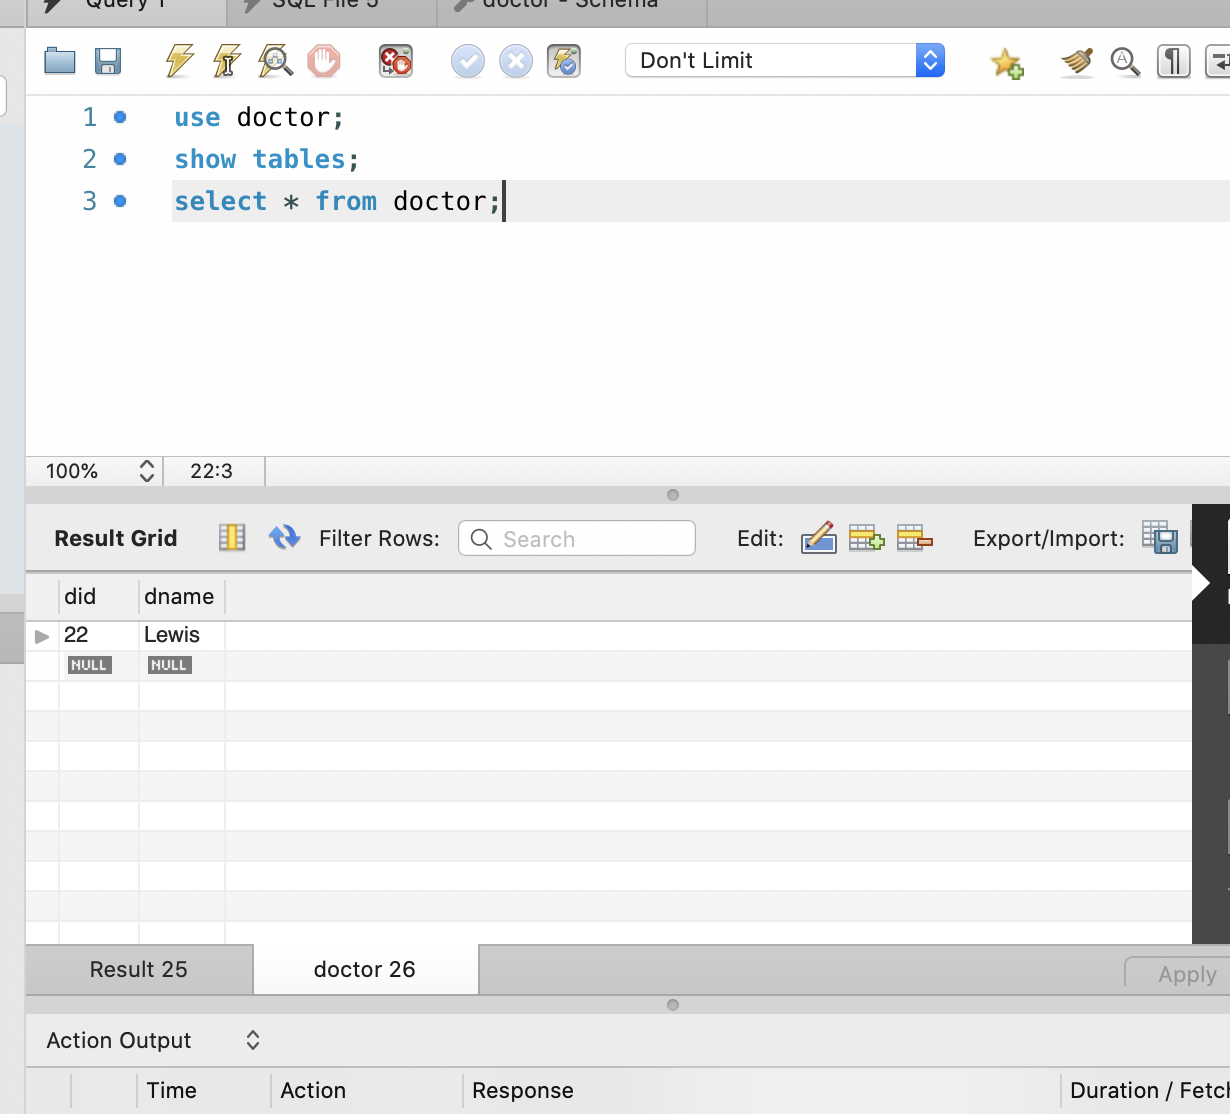 Query 1 SQL File 5 doctor - Schema
Don't Limit
1 use doctor;
2 show tables;
3 select * from doctor;
100% 22:3
Result Grid Filter Rows: Search Edit: Export/Import:
did dname
22 Lewis
NULL NULL
Result 25 doctor 26 Apply
Action Output
Time Action Response Duration / Fetch